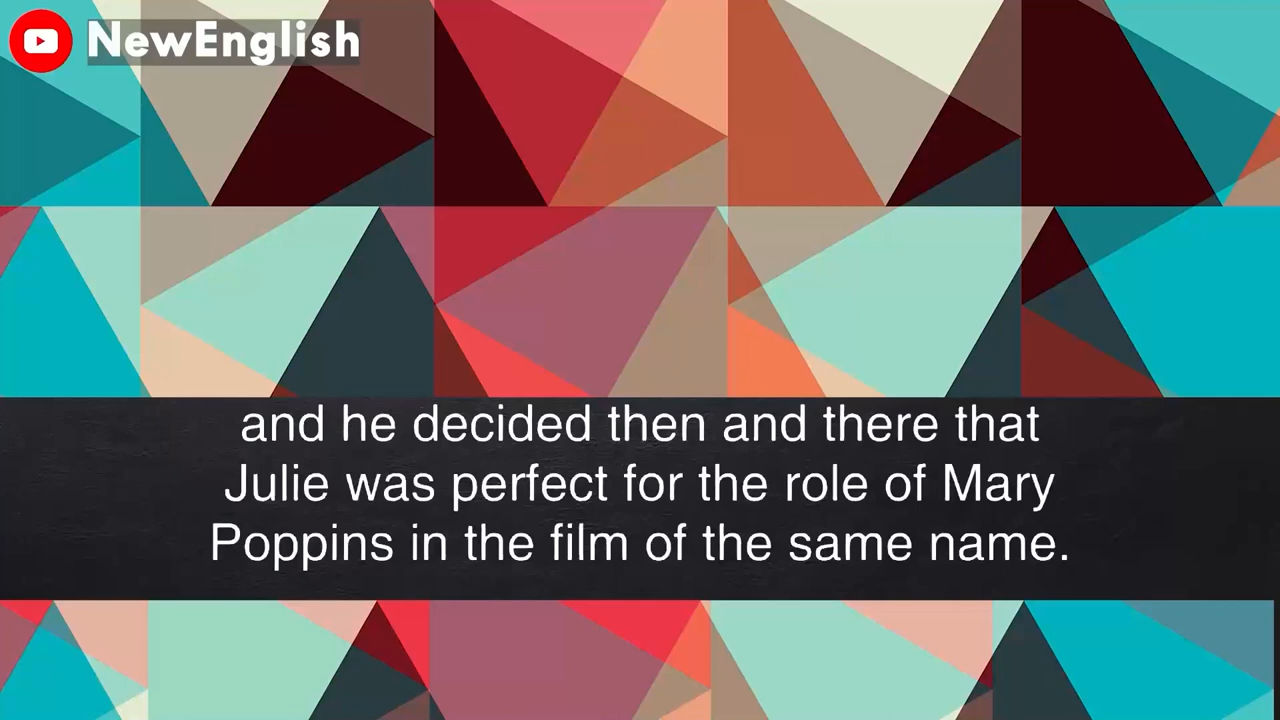 NewEnglish
and he decided then and there that
Julie was perfect for the role of Mary
Poppins in the film of the same name.